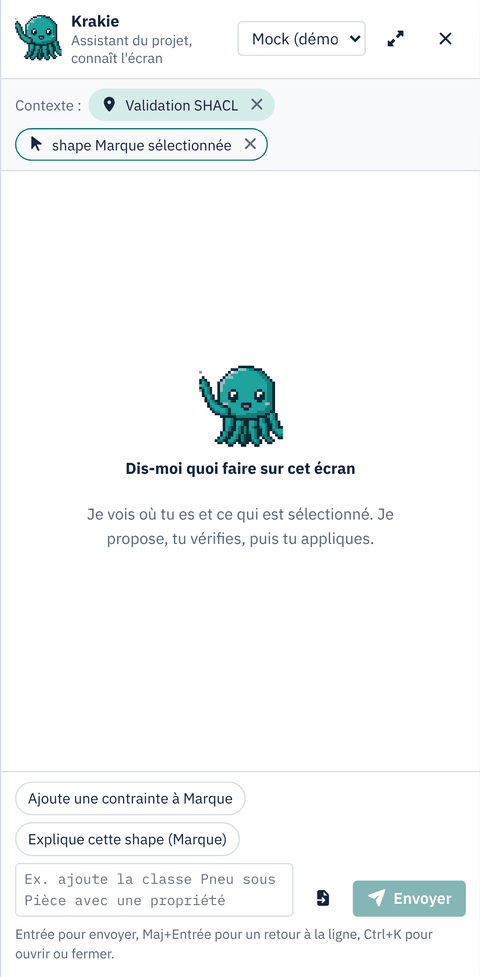 Krakie
Assistant du projet,
connaît l'écran
Mock (démo
Contexte :
Validation SHACL
shape Marque sélectionnée
Dis-moi quoi faire sur cet écran
Je vois où tu es et ce qui est sélectionné. Je
propose, tu vérifies, puis tu appliques.
Ajoute une contrainte à Marque
Explique cette shape (Marque)
Ex. ajoute la classe Pneu sous
Pièce avec une propriété
Envoyer
Entrée pour envoyer, Maj+Entrée pour un retour à la ligne, Ctrl+K pour
ouvrir ou fermer.